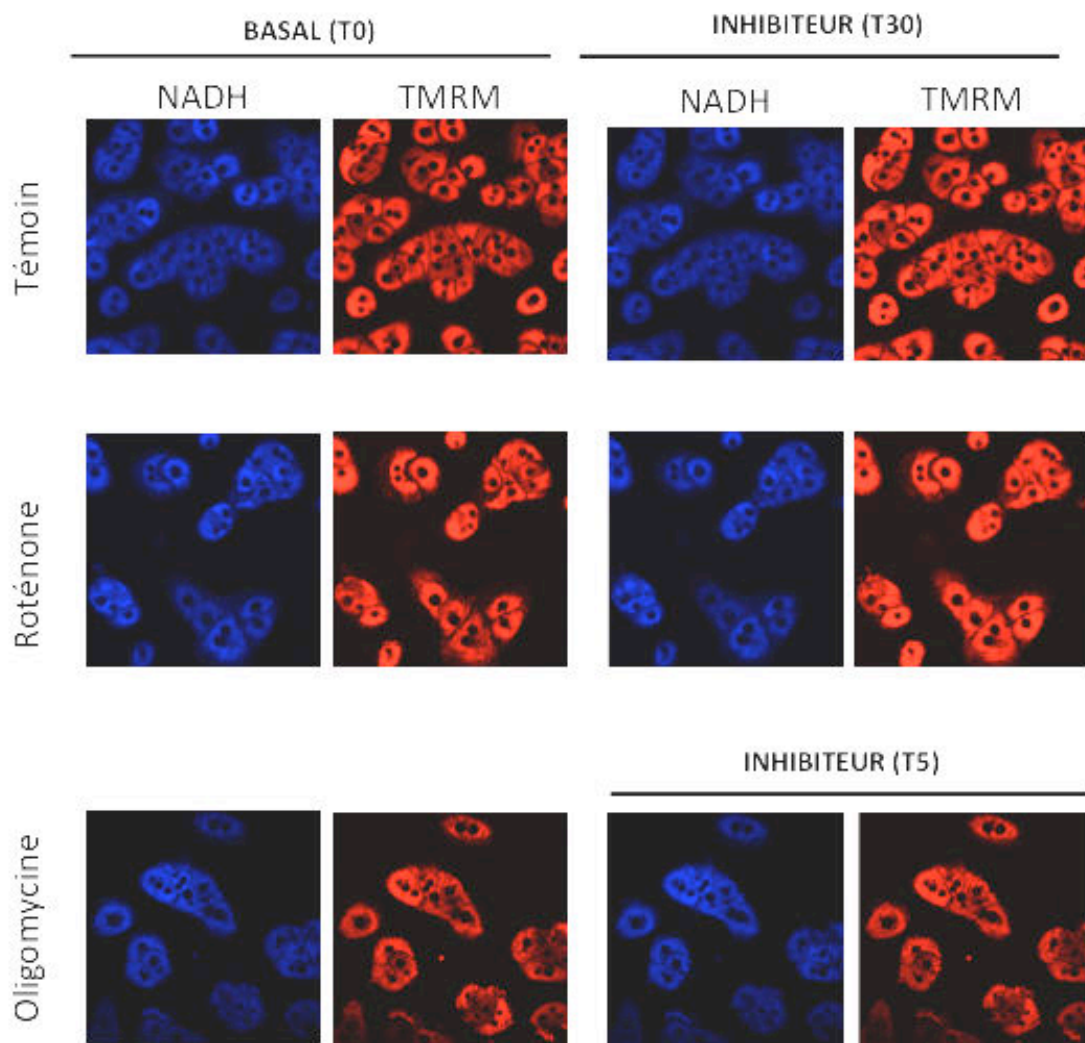 BASAL (T0)
INHIBITEUR (T30)
NADH
TMRM
NADH
TMRM
Témoin
Roténone
INHIBITEUR (T5)
Oligomycine